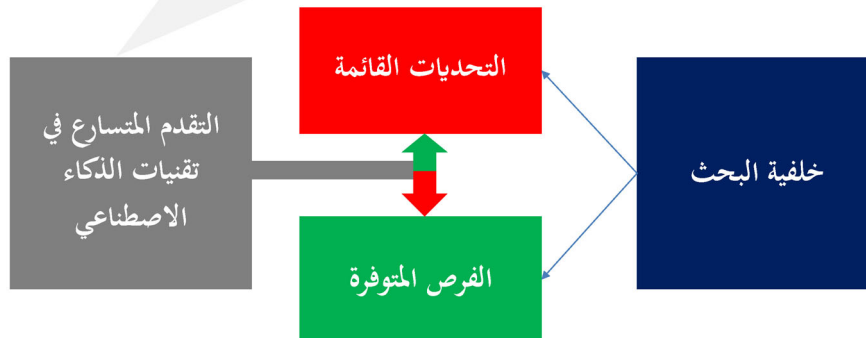 خلفية البحث
التحديات القائمة
الفرص المتوفرة
التقدم المتسارع في
تقنيات الذكاء
الاصطناعي